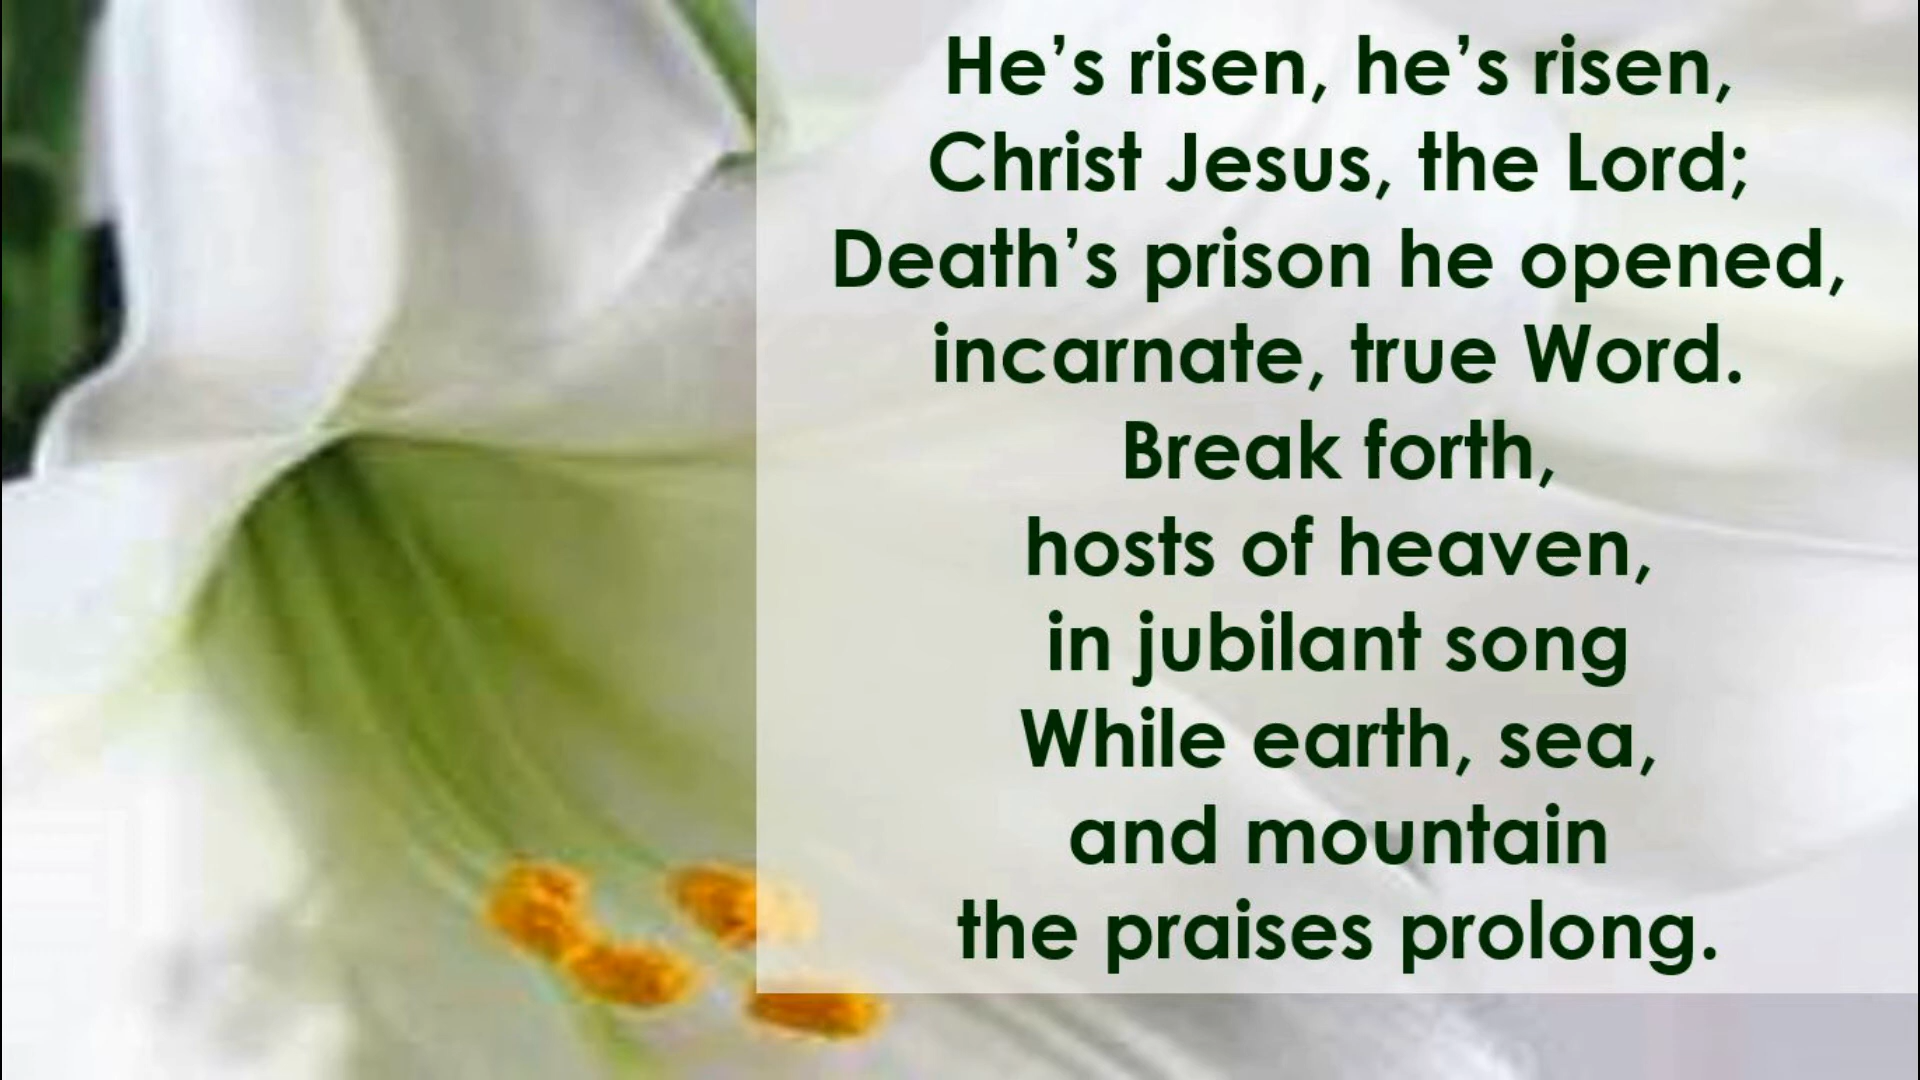 He’s risen, he’s risen,
Christ Jesus, the Lord;
Death’s prison he opened,
incarnate, true Word.
Break forth,
hosts of heaven,
in jubilant song
While earth, sea,
and mountain
the praises prolong.